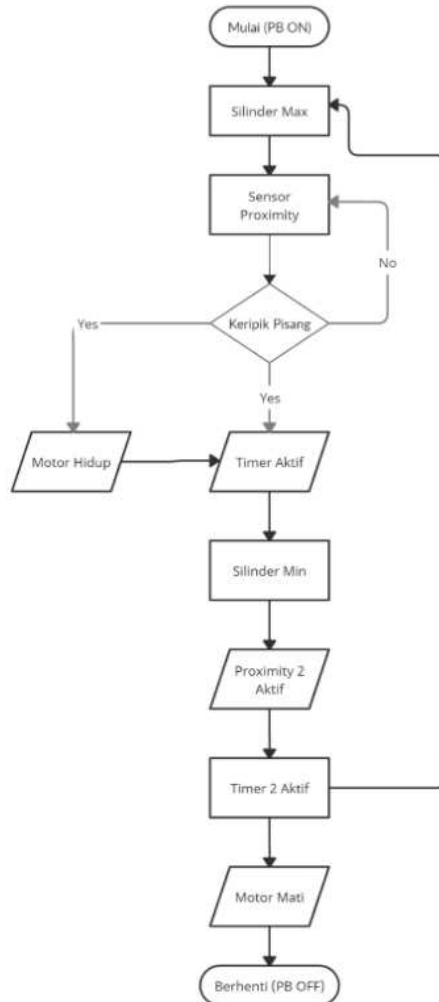 Mulai (PB ON)
Silinder Max
Sensor
Proximity
No
Keripik Pisang
Yes
Yes
Motor Hidup
Timer Aktif
Silinder Min
Proximity 2
Aktif
Timer 2 Aktif
Motor Mati
Berhenti (PB OFF)